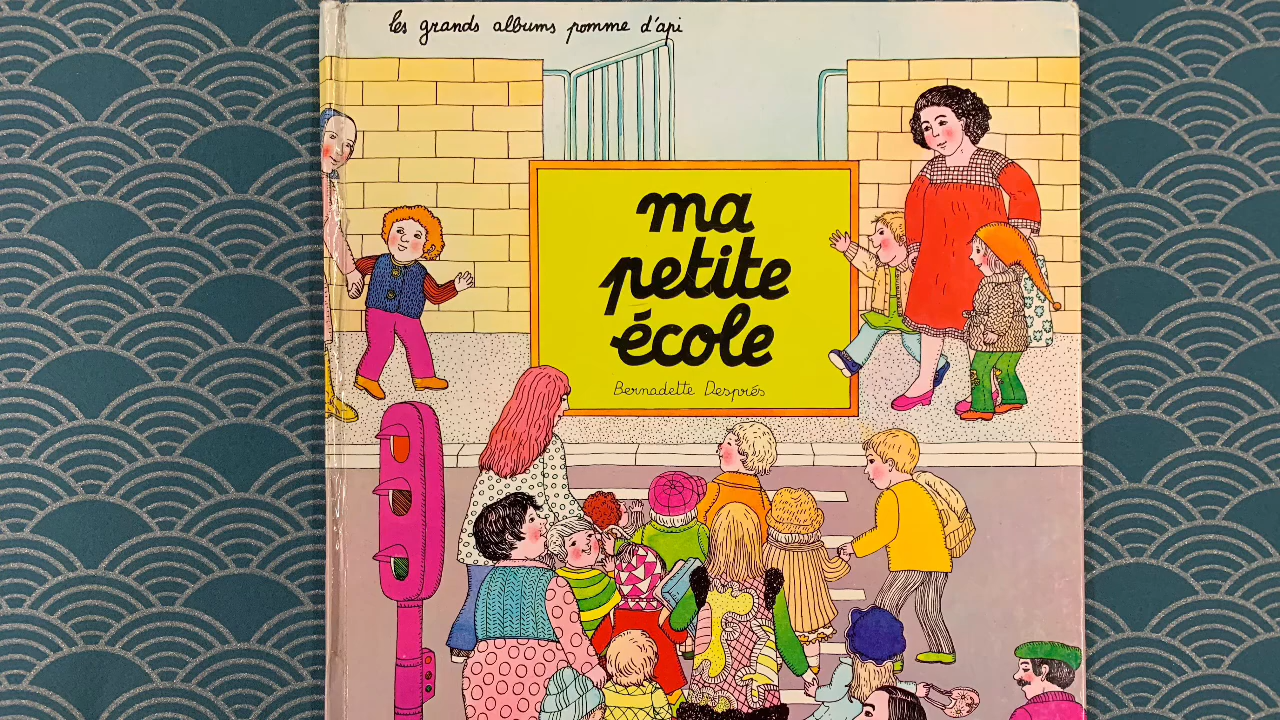 les grands albums pomme d'api
ma
petite
école
Bernadette Després